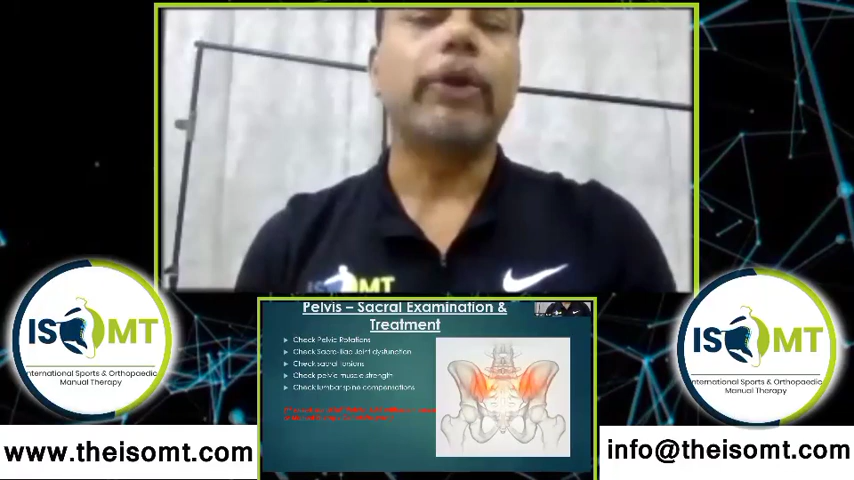 ISOMT
Pelvis – Sacral Examination &
Treatment
Check Pelvic Rotations
Check Sacro-Iliac Joint dysfunction
Check sacral torsions
Check pelvic muscle strength
Check lumbar spine compensations
ISOMT
International Sports & Orthopaedic
Manual Therapy
ISOMT
International Sports & Orthopaedic
Manual Therapy
www.theisomt.com
info@theisomt.com